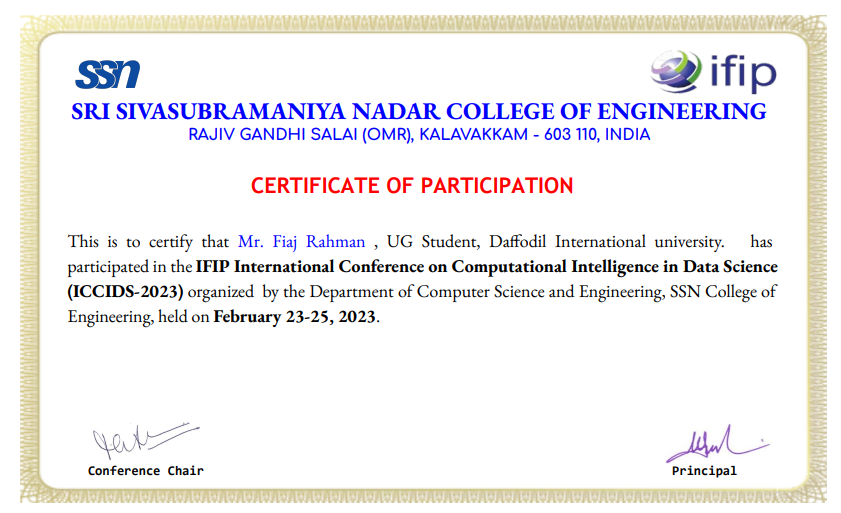 ssn
ifip
SRI SIVASUBRAMANIYA NADAR COLLEGE OF ENGINEERING
RAJIV GANDHI SALAI (OMR), KALAVAKKAM - 603 110, INDIA
CERTIFICATE OF PARTICIPATION
This is to certify that Mr. Fiaj Rahman , UG Student, Daffodil International university. has
participated in the IFIP International Conference on Computational Intelligence in Data Science
(ICCIDS-2023) organized by the Department of Computer Science and Engineering, SSN College of
Engineering, held on February 23-25, 2023.
Conference Chair
Principal